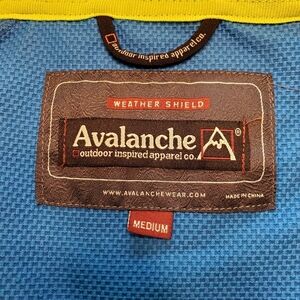 outdoor inspired apparel co.
WEATHER SHIELD
Avalanche ®
outdoor inspired apparel co.
WWW.AVALANCHEWEAR.COM
MADE IN CHINA
MEDIUM